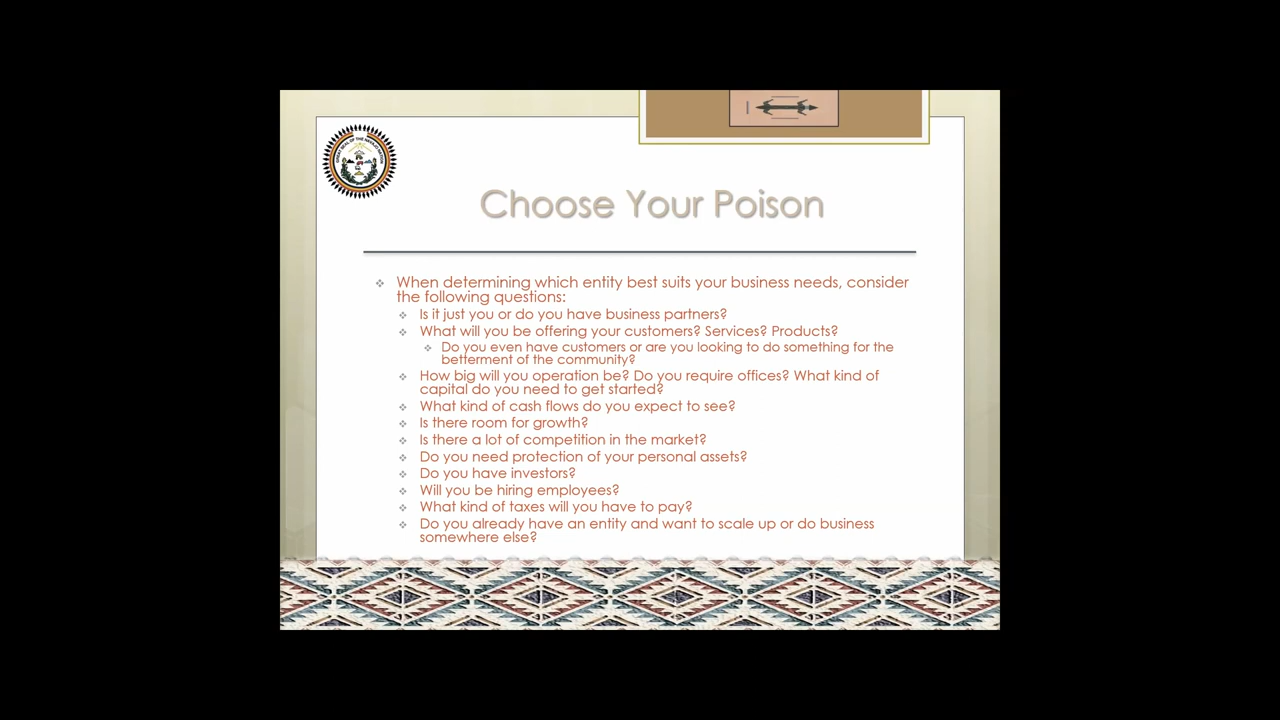 GREAT SEAL OF THE NAVAJO NATION
Choose Your Poison
When determining which entity best suits your business needs, consider
the following questions:
Is it just you or do you have business partners?
What will you be offering your customers? Services? Products?
Do you even have customers or are you looking to do something for the
betterment of the community?
How big will you operation be? Do you require offices? What kind of
capital do you need to get started?
What kind of cash flows do you expect to see?
Is there room for growth?
Is there a lot of competition in the market?
Do you need protection of your personal assets?
Do you have investors?
Will you be hiring employees?
What kind of taxes will you have to pay?
Do you already have an entity and want to scale up or do business
somewhere else?